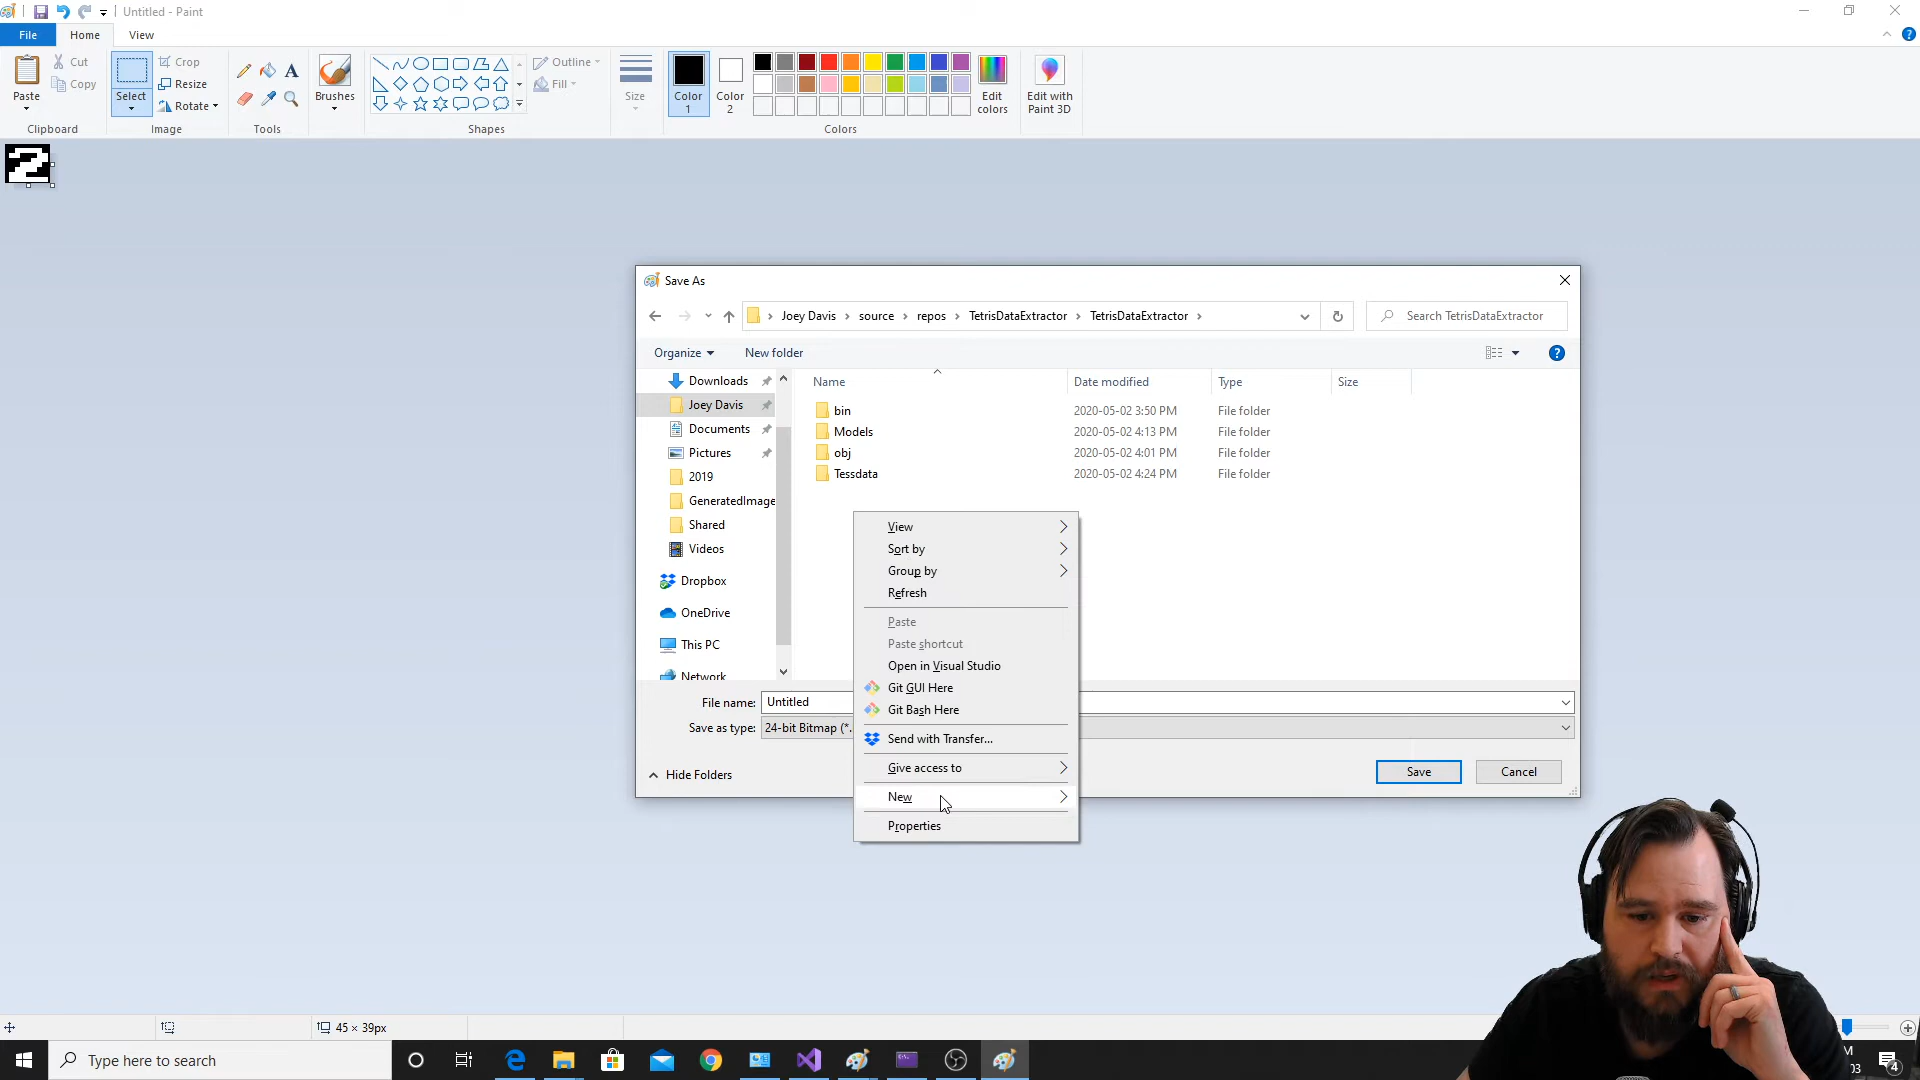 Untitled - Paint
File
Home
View
Paste
Cut
Copy
Clipboard
Select
Crop
Resize
Rotate
Image
A
Tools
Brushes
Shapes
Outline
Fill
Size
Color 1
Color 2
Edit colors
Colors
Edit with Paint 3D
2
Save As
Joey Davis
source
repos
TetrisDataExtractor
TetrisDataExtractor
Search TetrisDataExtractor
Organize
New folder
Downloads
Joey Davis
Documents
Pictures
2019
GeneratedImage
Shared
Videos
Dropbox
OneDrive
This PC
Network
Name
Date modified
Type
Size
bin
2020-05-02 3:50 PM
File folder
Models
2020-05-02 4:13 PM
File folder
obj
2020-05-02 4:01 PM
File folder
Tessdata
2020-05-02 4:24 PM
File folder
View
Sort by
Group by
Refresh
Paste
Paste shortcut
Open in Visual Studio
Git GUI Here
Git Bash Here
Send with Transfer...
Give access to
New
Properties
File name:
Untitled
Save as type:
24-bit Bitmap (*.
Hide Folders
Save
Cancel
45 × 39px
Type here to search
M
03
4